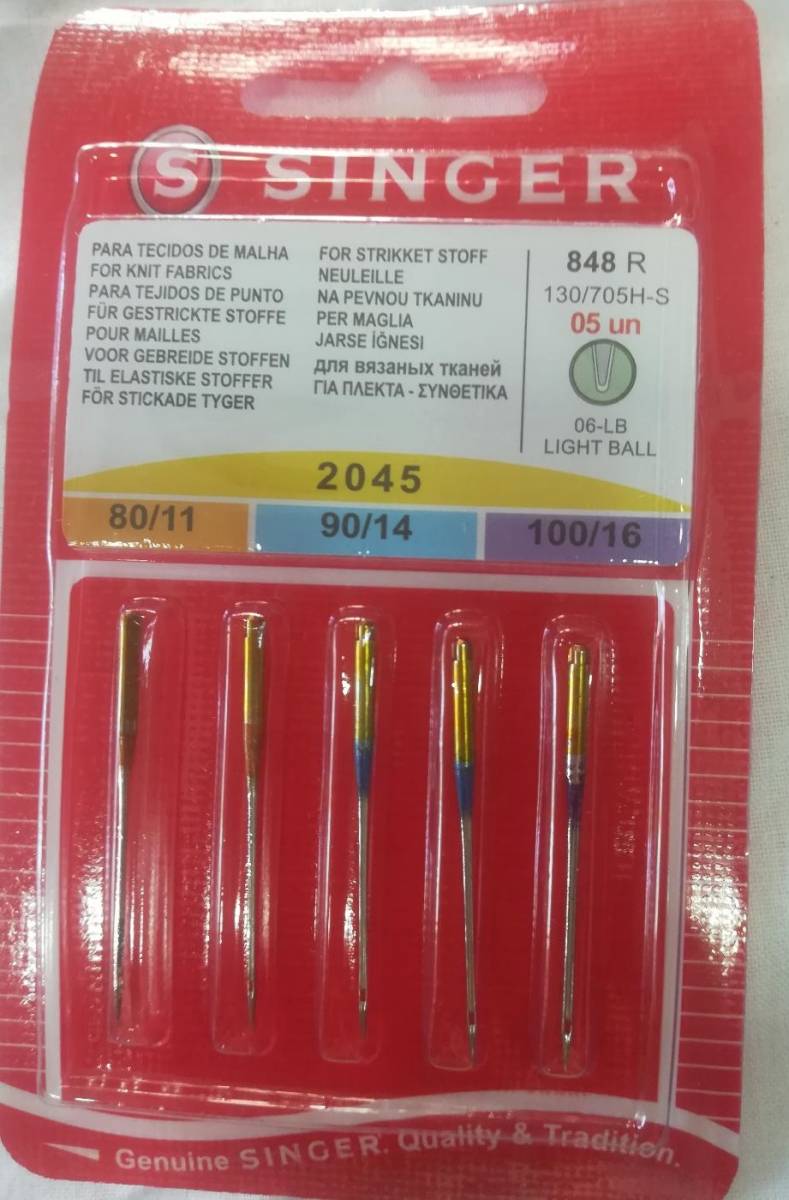 S SINGER
PARA TECIDOS DE MALHA
FOR KNIT FABRICS
PARA TEJIDOS DE PUNTO
FÜR GESTRICKTE STOFFE
POUR MAILLES
VOOR GEBREIDE STOFFEN
TIL ELASTISKE STOFFER
FÖR STICKADE TYGER
FOR STRIKKET STOFF
NEULEILLE
NA PEVNOU TKANINU
PER MAGLIA
JARSE İĞNESI
для вязаных тканей
ГІА ПΛЕКТА - ΣΥΝΘΕΤΙΚΑ
848 R
130/705H-S
05 un
06-LB
LIGHT BALL
2045
80/11
90/14
100/16
Genuine SINGER. Quality & Tradition.